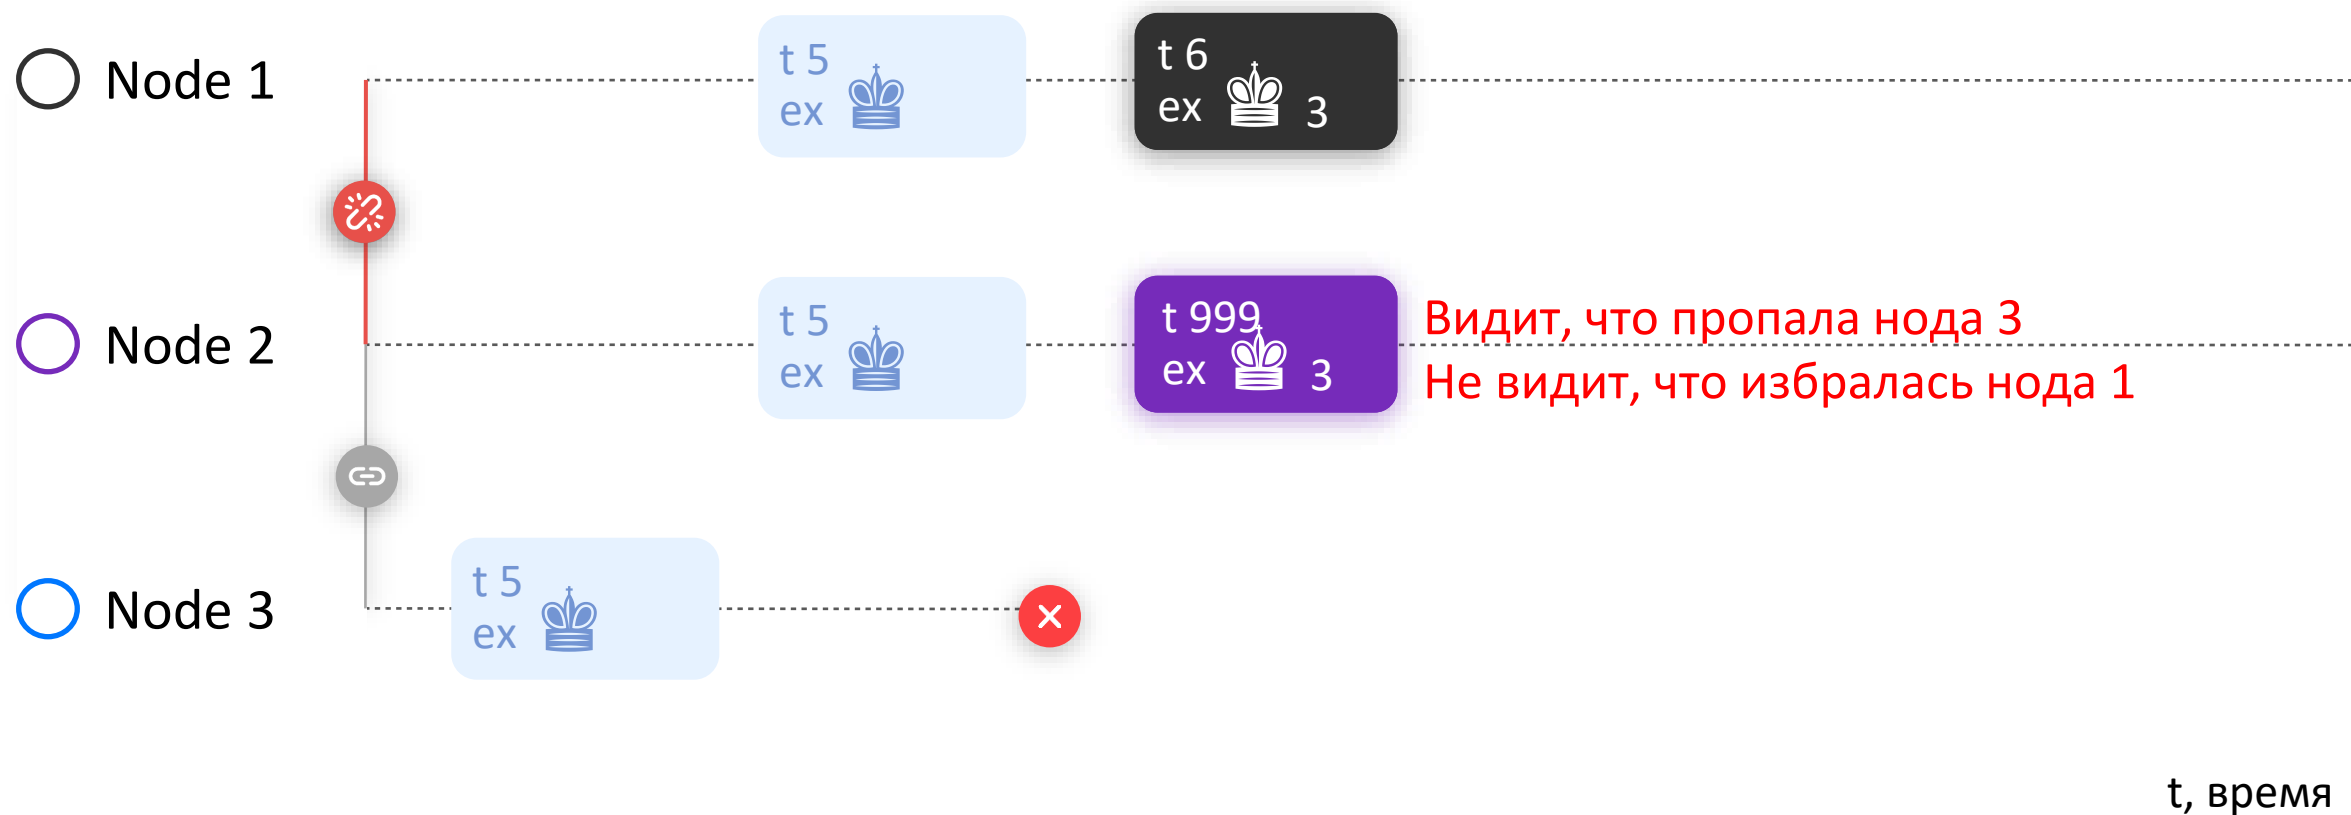 Node 1
t 5
ex
t 6
ex 3
Node 2
t 5
ex
t 999
ex 3
Видит, что пропала нода 3
Не видит, что избралась нода 1
Node 3
t 5
ex
t, время